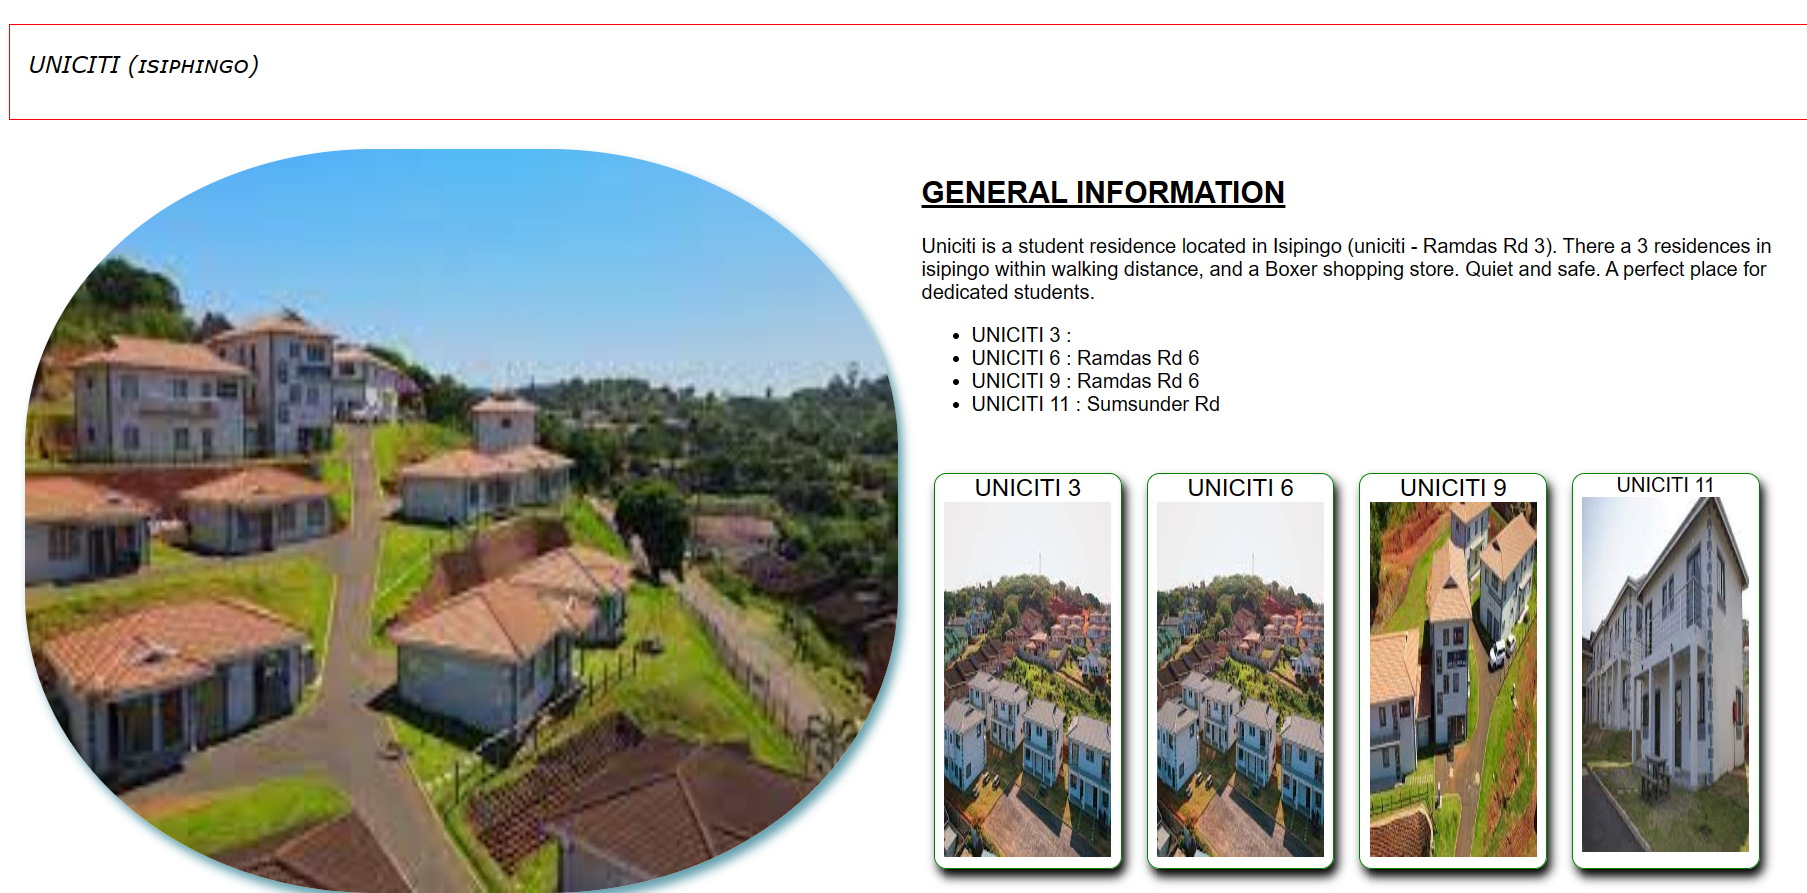 UNICITI (ISIPHINGO)
GENERAL INFORMATION
Uniciti is a student residence located in Isipingo (uniciti - Ramdas Rd 3). There a 3 residences in
isipingo within walking distance, and a Boxer shopping store. Quiet and safe. A perfect place for
dedicated students.
• UNICITI 3 :
• UNICITI 6 : Ramdas Rd 6
• UNICITI 9 : Ramdas Rd 6
• UNICITI 11 : Sumsunder Rd
UNICITI 3
UNICITI 6
UNICITI 9
UNICITI 11